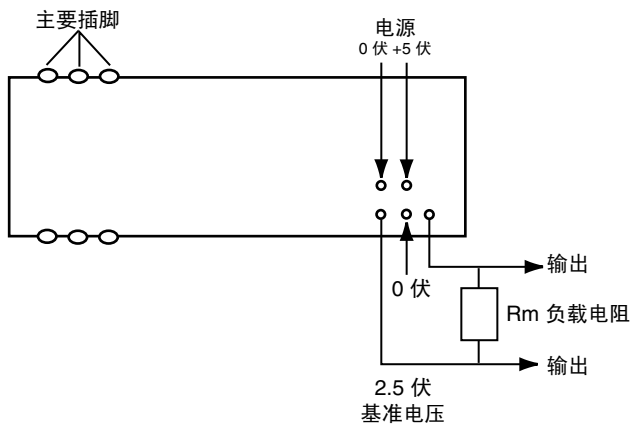 主要插脚
电源
0 伏 +5 伏
0 伏
输出
Rm 负载电阻
输出
2.5 伏
基准电压